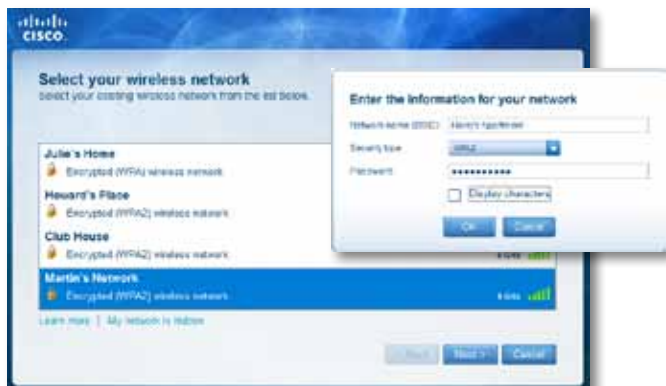 CISCO
Select your wireless network
Select your existing wireless network from the list below.
Julie's Home
Encrypted (WPA) wireless network
Howard's Place
Encrypted (WPA2) wireless network
Club House
Encrypted (WPA2) wireless network
Martin's Network
Encrypted (WPA2) wireless network
Learn more | My network is hidden
Next > Cancel
Enter the information for your network
Network name (SSID)
Security type WPA2
Password ●●●●●●●●●●
Display characters
OK Cancel